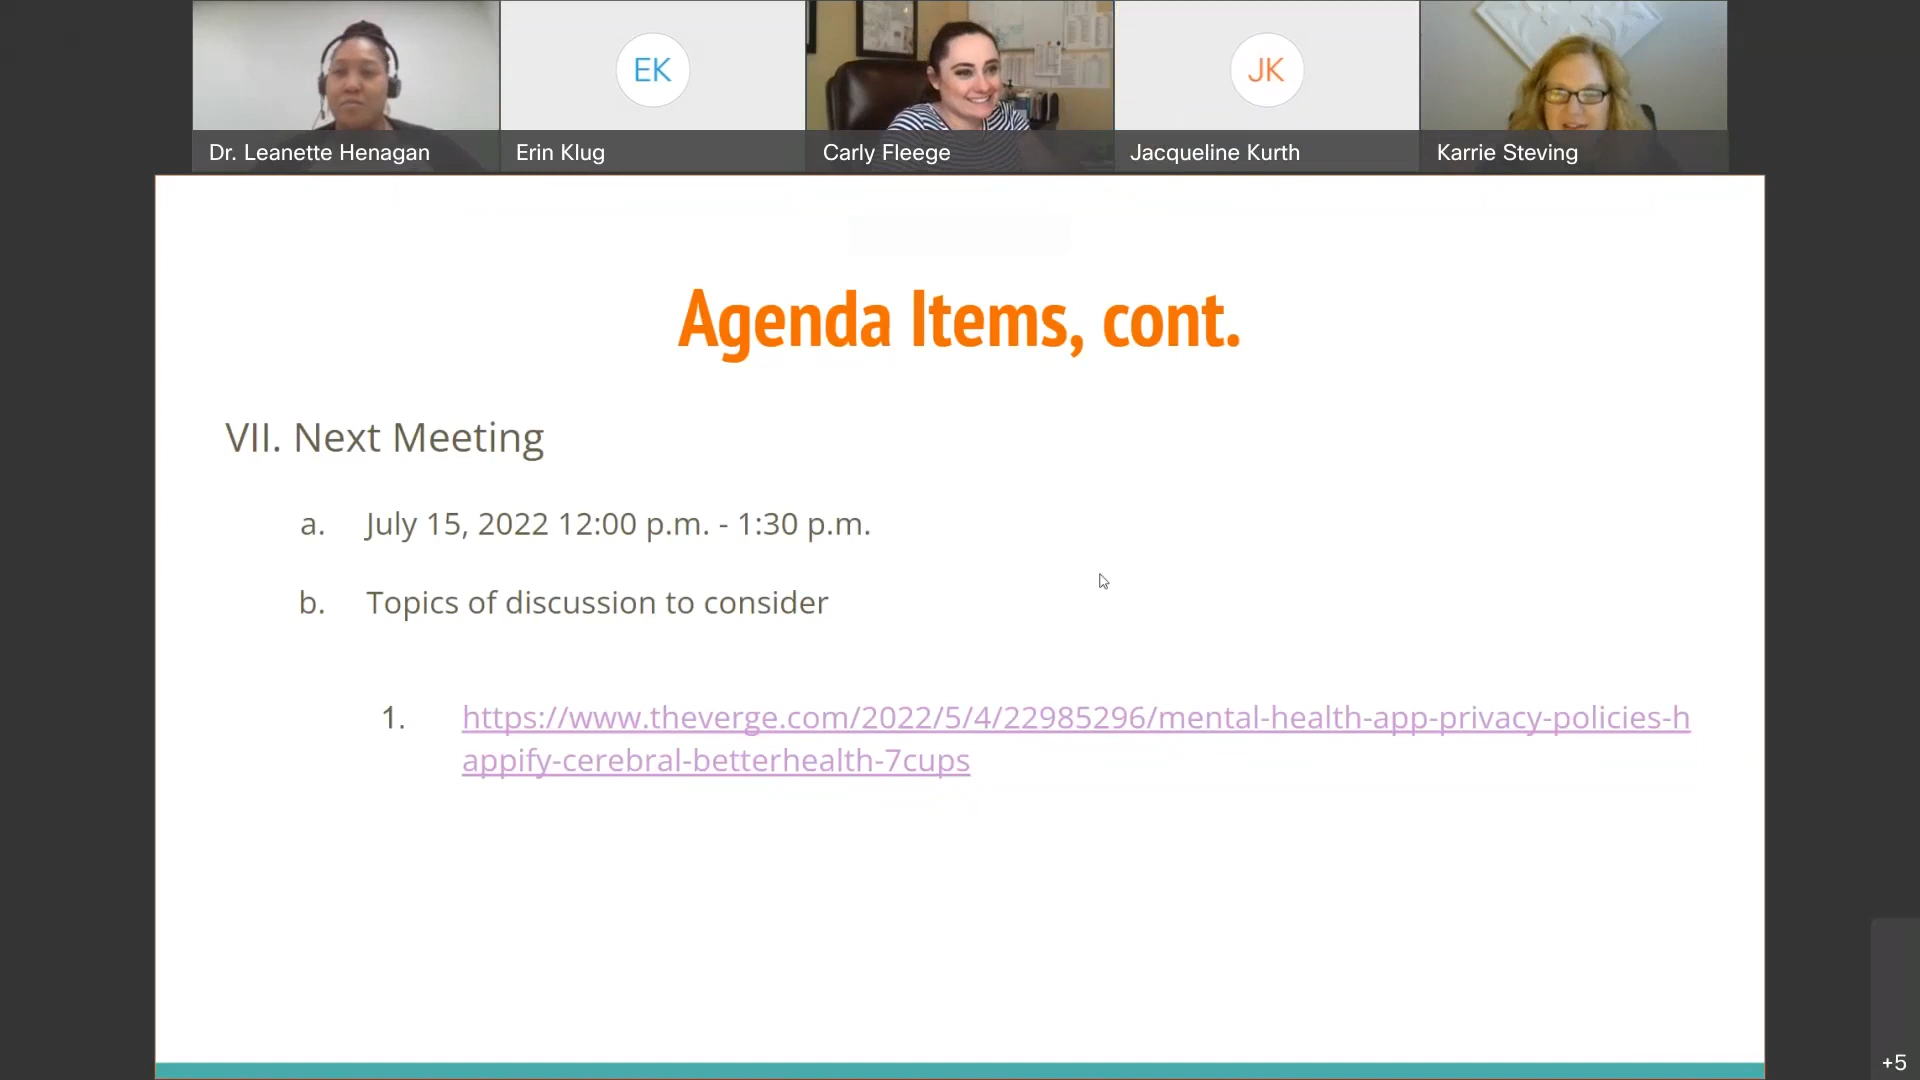 EK
JK
Dr. Leanette Henagan
Erin Klug
Carly Fleege
Jacqueline Kurth
Karrie Steving
Agenda Items, cont.
VII. Next Meeting
a. July 15, 2022 12:00 p.m. - 1:30 p.m.
b. Topics of discussion to consider
1. https://www.theverge.com/2022/5/4/22985296/mental-health-app-privacy-policies-h
appify-cerebral-betterhealth-7cups
+5